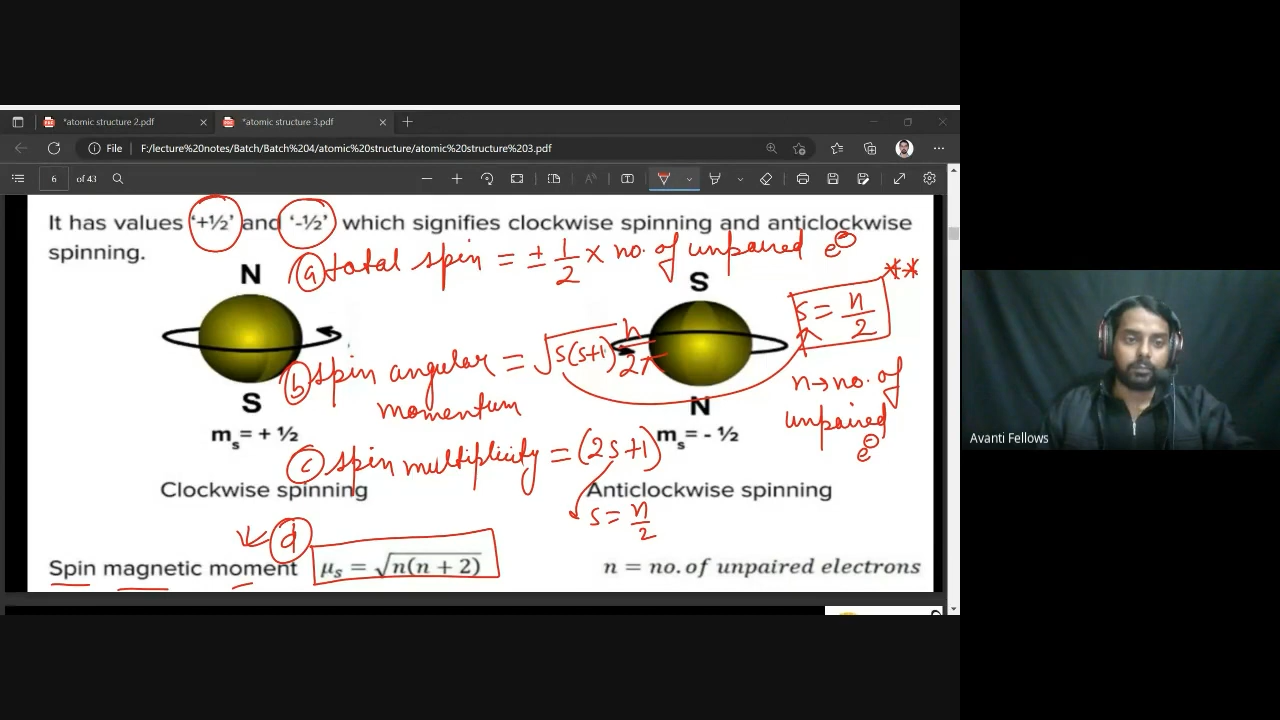 *atomic structure 2.pdf
*atomic structure 3.pdf
File
F:/lecture%20notes/Batch/Batch%204/atomic%20structure/atomic%20structure%203.pdf
6 of 43
It has values ‘+½’ and ‘-½’ which signifies clockwise spinning and anticlockwise
spinning.
(a) total spin = ± 1/2 × no. of unpaired e⊖
N
S
s = n/2 **
(b) spin angular momentum = √s(s+1) h/2π
n → no. of
unpaired
e⊖
S
N
mₛ = + ½
mₛ = - ½
(c) spin multiplicity = (2s+1)
s = n/2
Clockwise spinning
Anticlockwise spinning
(d)
Spin magnetic moment μₛ = √n(n + 2)
n = no. of unpaired electrons
Avanti Fellows